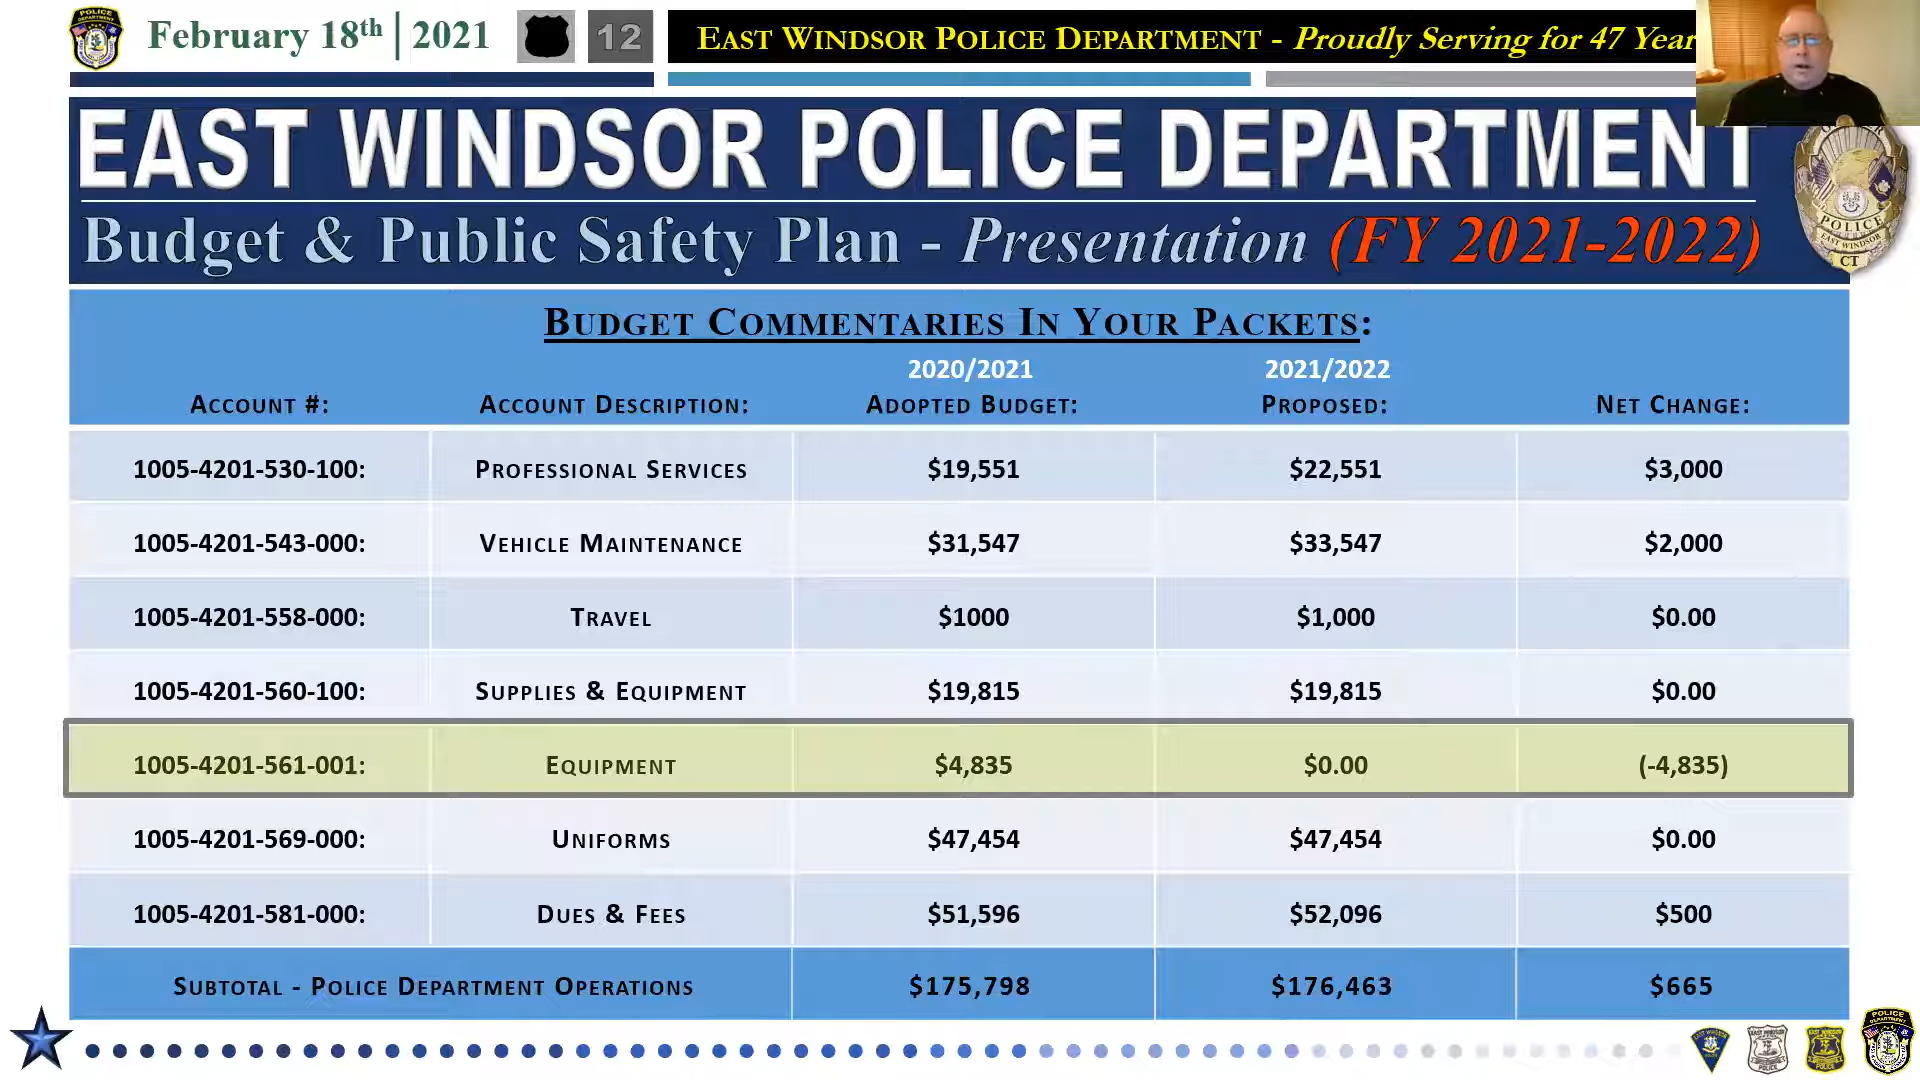 February 18th | 2021
12
East Windsor Police Department - Proudly Serving for 47 Year
EAST WINDSOR POLICE DEPARTMENT
Budget & Public Safety Plan - Presentation (FY 2021-2022)
POLICE
EAST WINDSOR
CT
Budget Commentaries In Your Packets:
2020/2021 2021/2022
Account #: Account Description: Adopted Budget: Proposed: Net Change:
1005-4201-530-100: Professional Services $19,551 $22,551 $3,000
1005-4201-543-000: Vehicle Maintenance $31,547 $33,547 $2,000
1005-4201-558-000: Travel $1000 $1,000 $0.00
1005-4201-560-100: Supplies & Equipment $19,815 $19,815 $0.00
1005-4201-561-001: Equipment $4,835 $0.00 (-4,835)
1005-4201-569-000: Uniforms $47,454 $47,454 $0.00
1005-4201-581-000: Dues & Fees $51,596 $52,096 $500
Subtotal - Police Department Operations $175,798 $176,463 $665